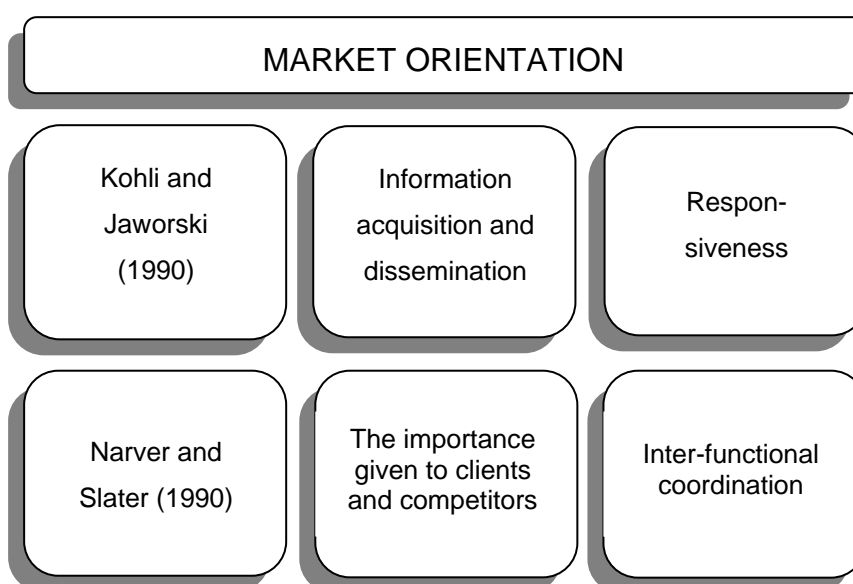 MARKET ORIENTATION
Kohli and
Jaworski
(1990)
Information
acquisition and
dissemination
Respon-
siveness
Narver and
Slater (1990)
The importance
given to clients
and competitors
Inter-functional
coordination